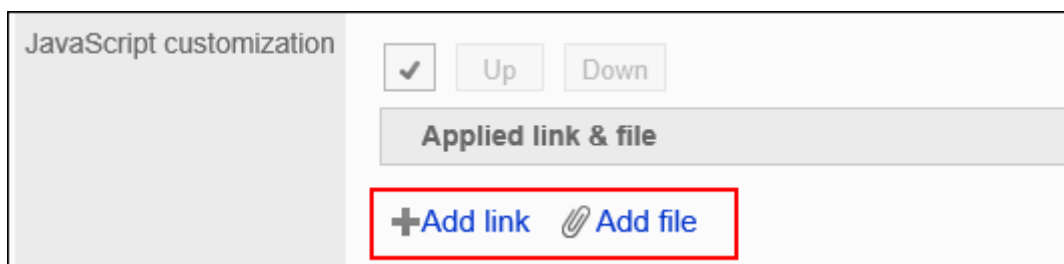 JavaScript customization
Up Down
Applied link & file
Add link Add file